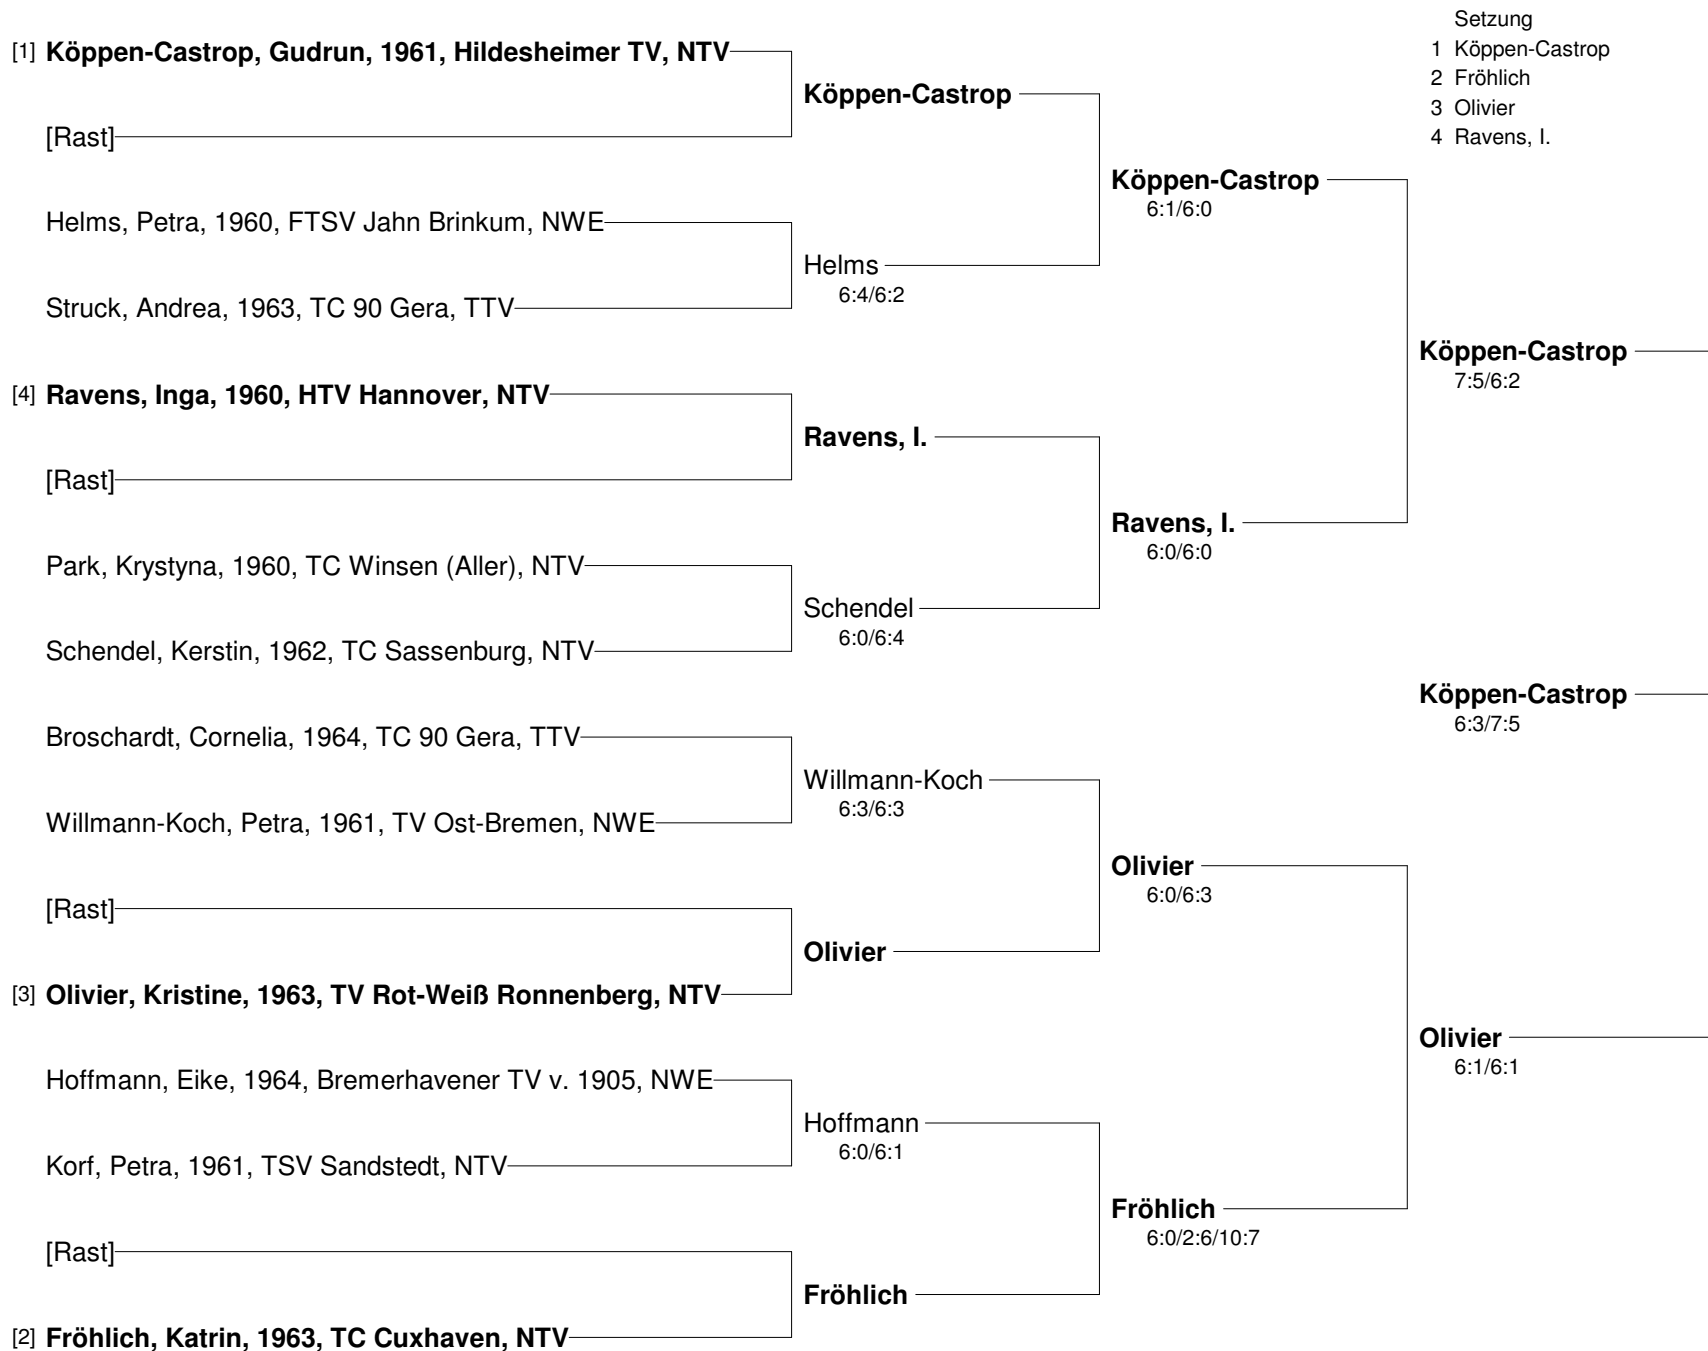 [1] Köppen-Castrop, Gudrun, 1961, Hildesheimer TV, NTV
[Rast]
Helms, Petra, 1960, FTSV Jahn Brinkum, NWE
Struck, Andrea, 1963, TC 90 Gera, TTV
[4] Ravens, Inga, 1960, HTV Hannover, NTV
[Rast]
Park, Krystyna, 1960, TC Winsen (Aller), NTV
Schendel, Kerstin, 1962, TC Sassenburg, NTV
Broschardt, Cornelia, 1964, TC 90 Gera, TTV
Willmann-Koch, Petra, 1961, TV Ost-Bremen, NWE
[Rast]
[3] Olivier, Kristine, 1963, TV Rot-Weiß Ronnenberg, NTV
Hoffmann, Eike, 1964, Bremerhavener TV v. 1905, NWE
Korf, Petra, 1961, TSV Sandstedt, NTV
[Rast]
[2] Fröhlich, Katrin, 1963, TC Cuxhaven, NTV
Köppen-Castrop
Helms
6:4/6:2
Ravens, I.
Schendel
6:0/6:4
Willmann-Koch
6:3/6:3
Olivier
Hoffmann
6:0/6:1
Fröhlich
Köppen-Castrop
6:1/6:0
Ravens, I.
6:0/6:0
Olivier
6:0/6:3
Fröhlich
6:0/2:6/10:7
Setzung
1 Köppen-Castrop
2 Fröhlich
3 Olivier
4 Ravens, I.
Köppen-Castrop
7:5/6:2
Köppen-Castrop
6:3/7:5
Olivier
6:1/6:1